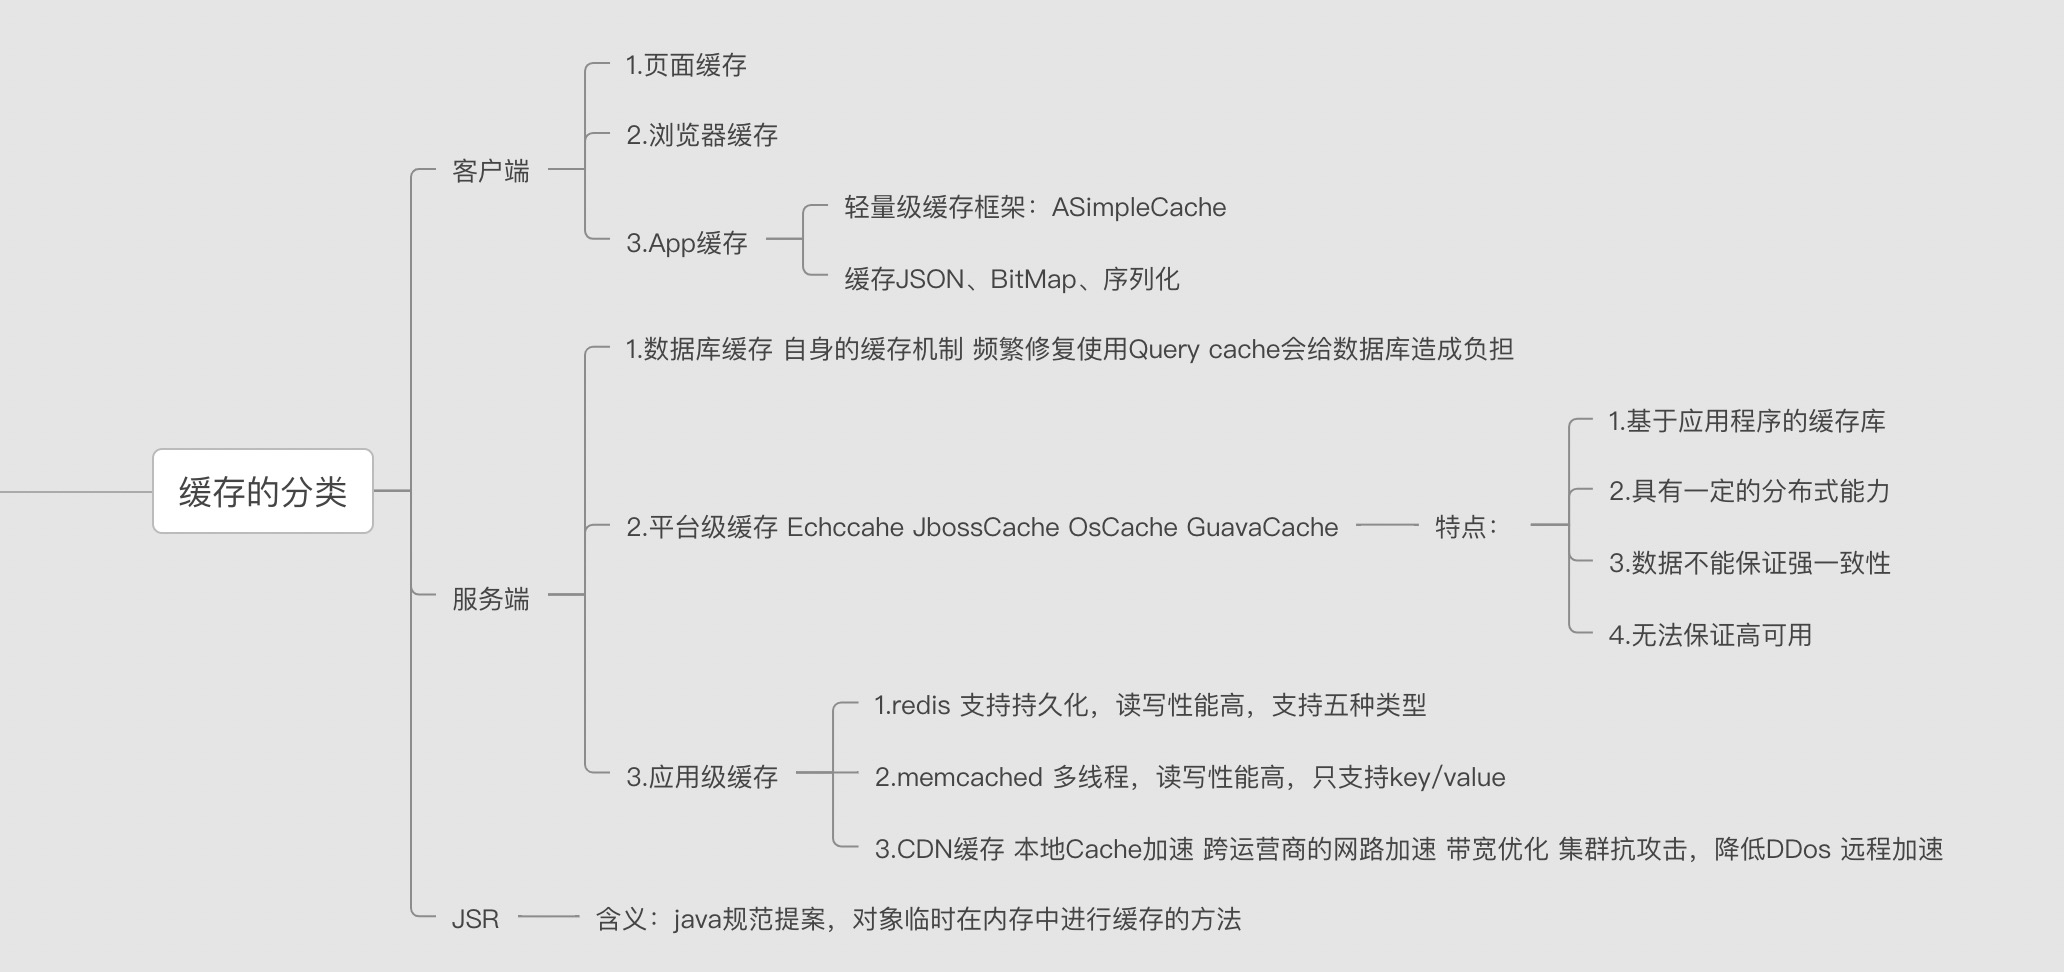 缓存的分类
客户端
1.页面缓存
2.浏览器缓存
3.App缓存
轻量级缓存框架：ASimpleCache
缓存JSON、BitMap、序列化
服务端
1.数据库缓存 自身的缓存机制 频繁修复使用Query cache会给数据库造成负担
2.平台级缓存 Echccahe JbossCache OsCache GuavaCache
特点：
1.基于应用程序的缓存库
2.具有一定的分布式能力
3.数据不能保证强一致性
4.无法保证高可用
3.应用级缓存
1.redis 支持持久化，读写性能高，支持五种类型
2.memcached 多线程，读写性能高，只支持key/value
3.CDN缓存 本地Cache加速 跨运营商的网路加速 带宽优化 集群抗攻击，降低DDos 远程加速
JSR
含义：java规范提案，对象临时在内存中进行缓存的方法